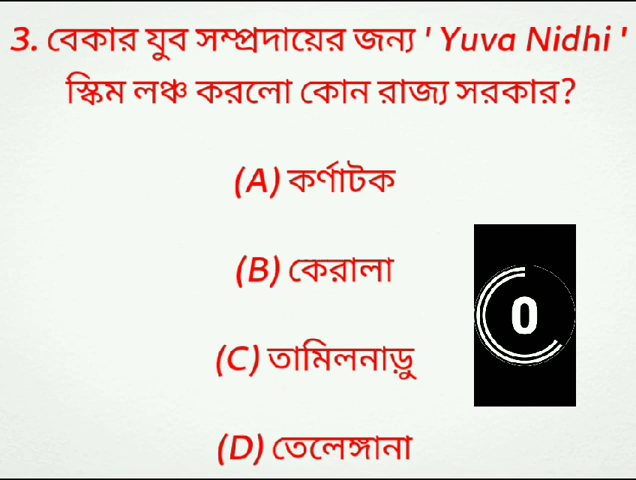 3. বেকার যুব সম্প্রদায়ের জন্য ' Yuva Nidhi '
স্কিম লঞ্চ করলো কোন রাজ্য সরকার?
(A) কর্ণাটক
(B) কেরালা
0
(C) তামিলনাড়ু
(D) তেলেঙ্গানা